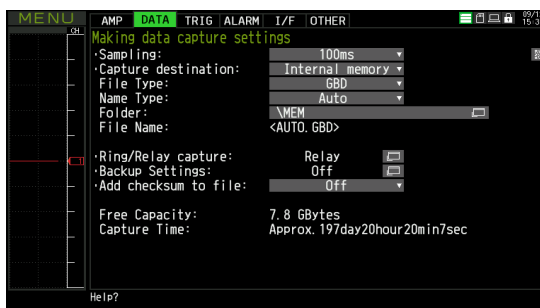 MENU AMP DATA TRIG ALARM I/F OTHER
CH
Making data capture settings
·Sampling: 100ms
·Capture destination: Internal memory
File Type: GBD
Name Type: Auto
Folder: \MEM
File Name: <AUTO.GBD>
·Ring/Relay capture: Relay
·Backup Settings: Off
·Add checksum to file: Off
Free Capacity: 7.8 GBytes
Capture Time: Approx.197day20hour20min7sec
Help?